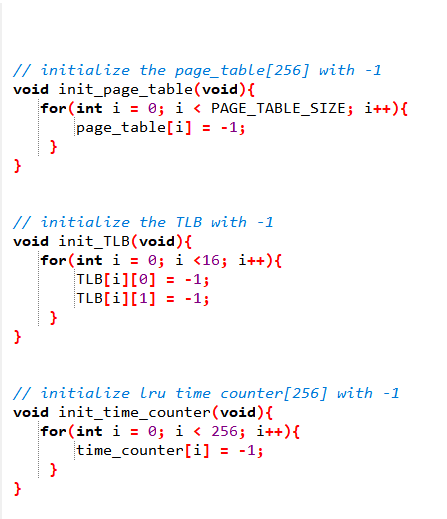 // initialize the page_table[256] with -1
void init_page_table(void){
for(int i = 0; i < PAGE_TABLE_SIZE; i++){
page_table[i] = -1;
}
}
// initialize the TLB with -1
void init_TLB(void){
for(int i = 0; i <16; i++){
TLB[i][0] = -1;
TLB[i][1] = -1;
}
}
// initialize lru time counter[256] with -1
void init_time_counter(void){
for(int i = 0; i < 256; i++){
time_counter[i] = -1;
}
}